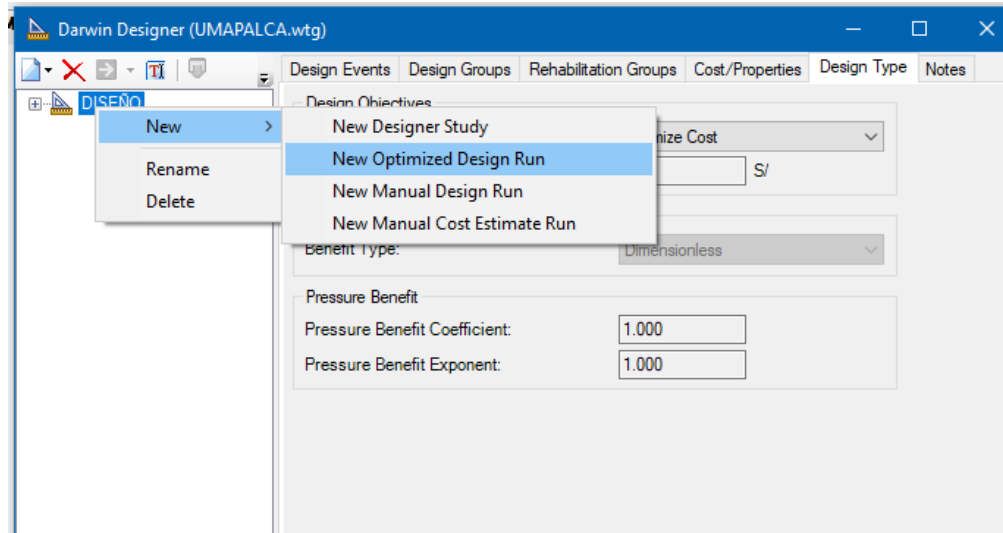 Darwin Designer (UMAPALCA.wtg)
Design Events Design Groups Rehabilitation Groups Cost/Properties Design Type Notes
DISEÑO
New
Rename
Delete
New Designer Study
New Optimized Design Run
New Manual Design Run
New Manual Cost Estimate Run
Design Objectives
Cost
S/
Benefit Type: Dimensionless
Pressure Benefit
Pressure Benefit Coefficient: 1.000
Pressure Benefit Exponent: 1.000